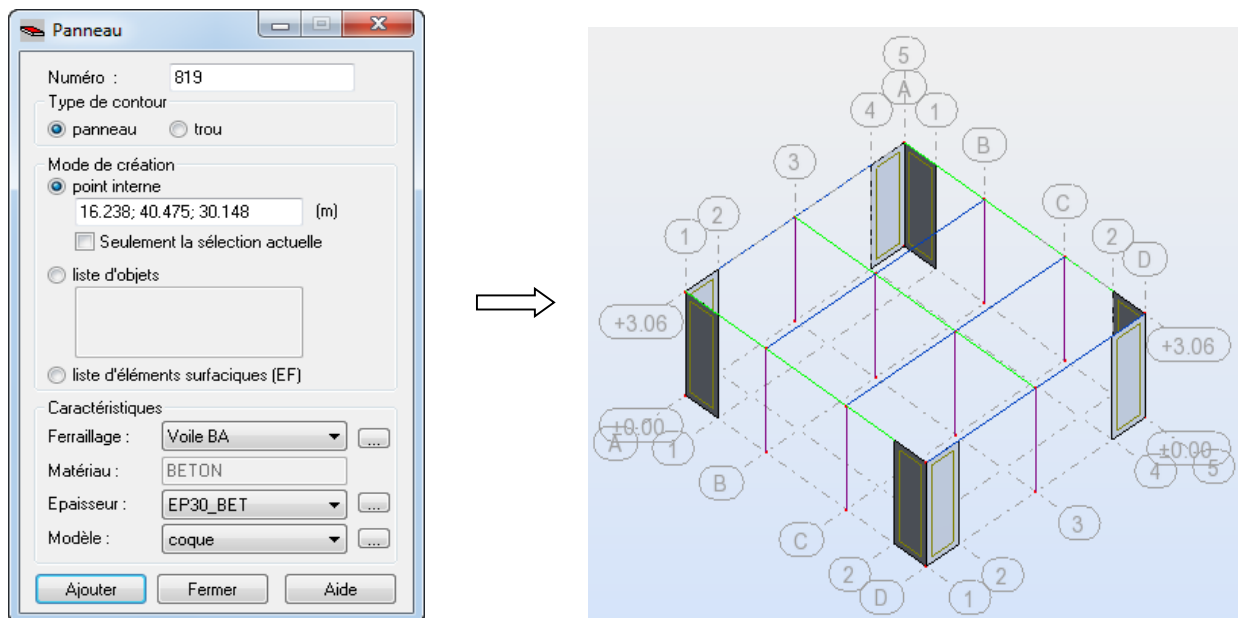 Panneau
Numéro : 819
Type de contour
panneau trou
Mode de création
point interne
16.238; 40.475; 30.148 (m)
Seulement la sélection actuelle
liste d'objets
liste d'éléments surfaciques (EF)
Caractéristiques
Ferraillage : Voile BA ...
Matériau : BETON
Epaisseur : EP30_BET ...
Modèle : coque ...
Ajouter Fermer Aide
5
A
4 1
B
3
C
2
1
2
D
+3.06
+3.06
±0.00
A 1
±0.00
4 5
B
3
C
2 2
D 1